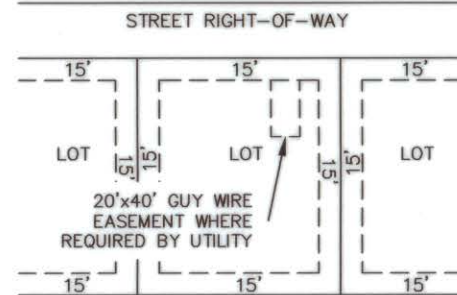 STREET RIGHT-OF-WAY
15' 15' 15'
LOT LOT LOT
15' 15' 15' 15'
20'x40' GUY WIRE
EASEMENT WHERE
REQUIRED BY UTILITY
15' 15' 15'